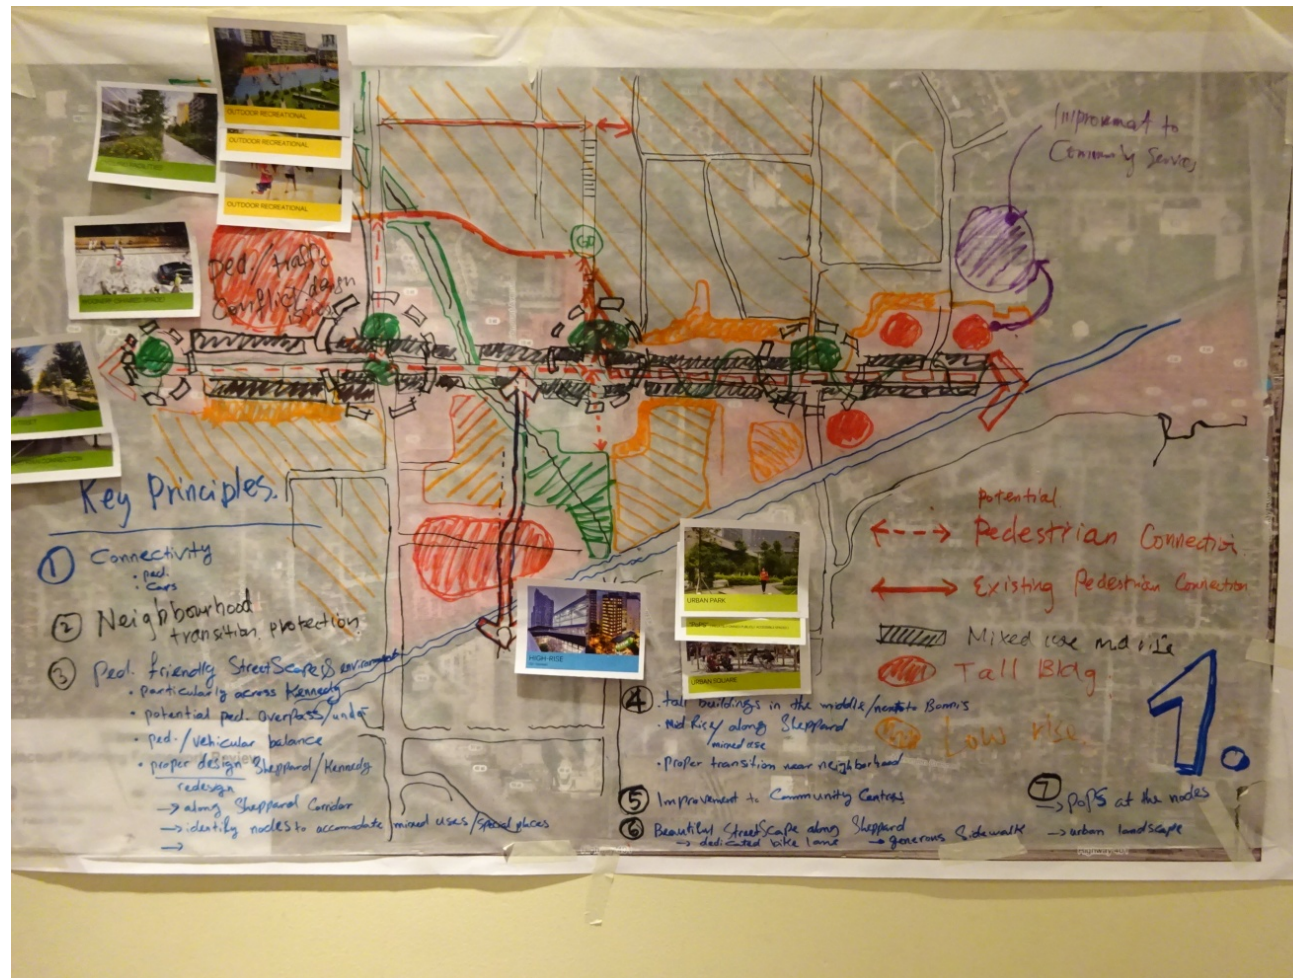 OUTDOOR RECREATIONAL
OUTDOOR RECREATIONAL
OUTDOOR RECREATIONAL
Improvement to
Community Services
GO
Ped./traffic
Conflict
Key Principles.
1 Connectivity
• ped.
• Cars
2 Neighbourhood
transition, protection
3 Ped. friendly StreetScape & environment
• particularly across Kennedy
• potential ped. overpass/under
• ped./vehicular balance
• proper design Sheppard/Kennedy
redesign
→ along Sheppard Corridor
→ identify nodes to accomodate mixed uses/special places
→
HIGH-RISE
URBAN PARK
URBAN SQUARE
potential
Pedestrian Connection
Existing Pedestrian Connection
Mixed use mid rise
Tall Bldg
Low rise
1.
4 • tall buildings in the middle/next to
• Mid Rise/along Sheppard
mixed use
• proper transition near neighborhood
5 Improvement to Community Centres
6 Beautiful StreetScape along Sheppard
→ dedicated bike lane → generous Sidewalk
7 → POPS at the nodes
→ urban landscape